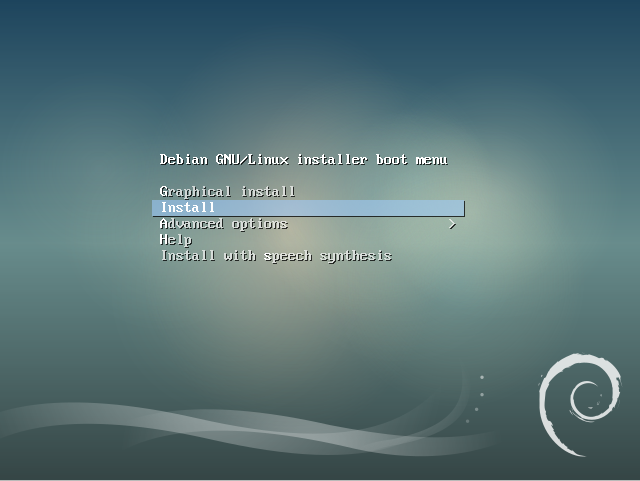 Debian GNU/Linux installer boot menu
Graphical install
Install
Advanced options >
Help
Install with speech synthesis